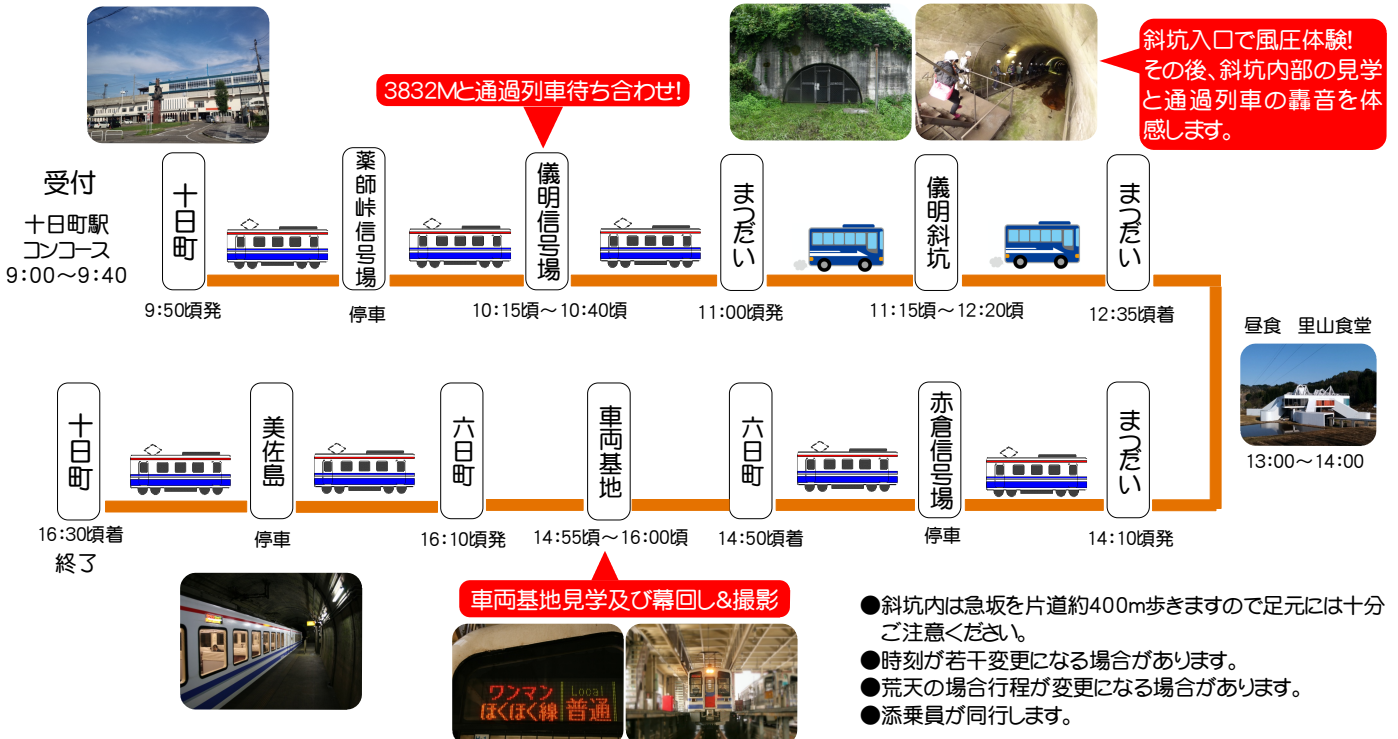 斜坑入口で風圧体験!
その後、斜坑内部の見学
と通過列車の轟音を体
感します。
3832Mと通過列車待ち合わせ!
受付
十日町駅
コンコース
9:00～9:40
十日町
薬師峠信号場
儀明信号場
まつだい
儀明斜坑
まつだい
9:50頃発
停車
10:15頃～10:40頃
11:00頃発
11:15頃～12:20頃
12:35頃着
昼食 里山食堂
13:00～14:00
十日町
美佐島
六日町
車両基地
六日町
赤倉信号場
まつだい
16:30頃着
終了
停車
16:10頃発
14:55頃～16:00頃
14:50頃着
停車
14:10頃発
車両基地見学及び幕回し&撮影
ワンマン
ほくほく線
Local
普通
●斜坑内は急坂を片道約400m歩きますので足元には十分
ご注意ください。
●時刻が若干変更になる場合があります。
●荒天の場合行程が変更になる場合があります。
●添乗員が同行します。